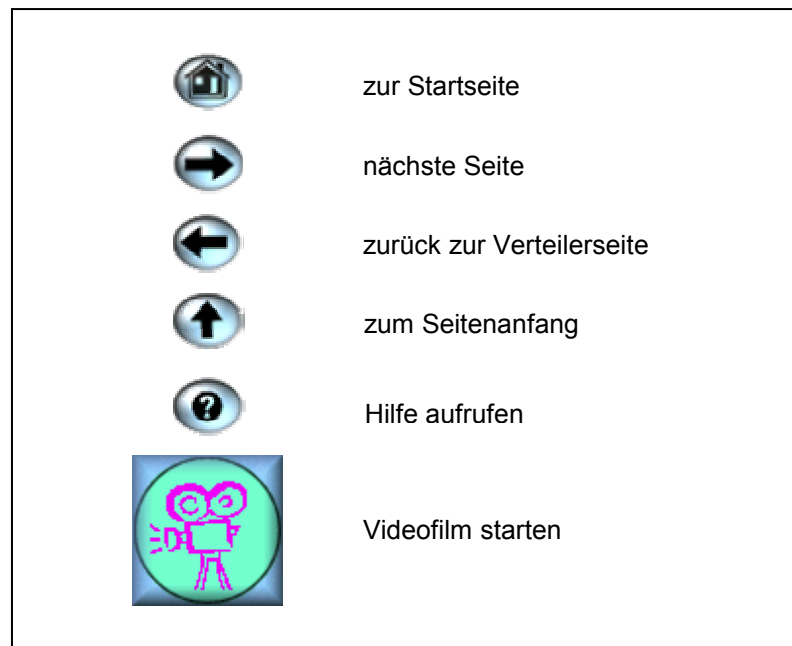 zur Startseite
nächste Seite
zurück zur Verteilerseite
zum Seitenanfang
?
Hilfe aufrufen
Videofilm starten